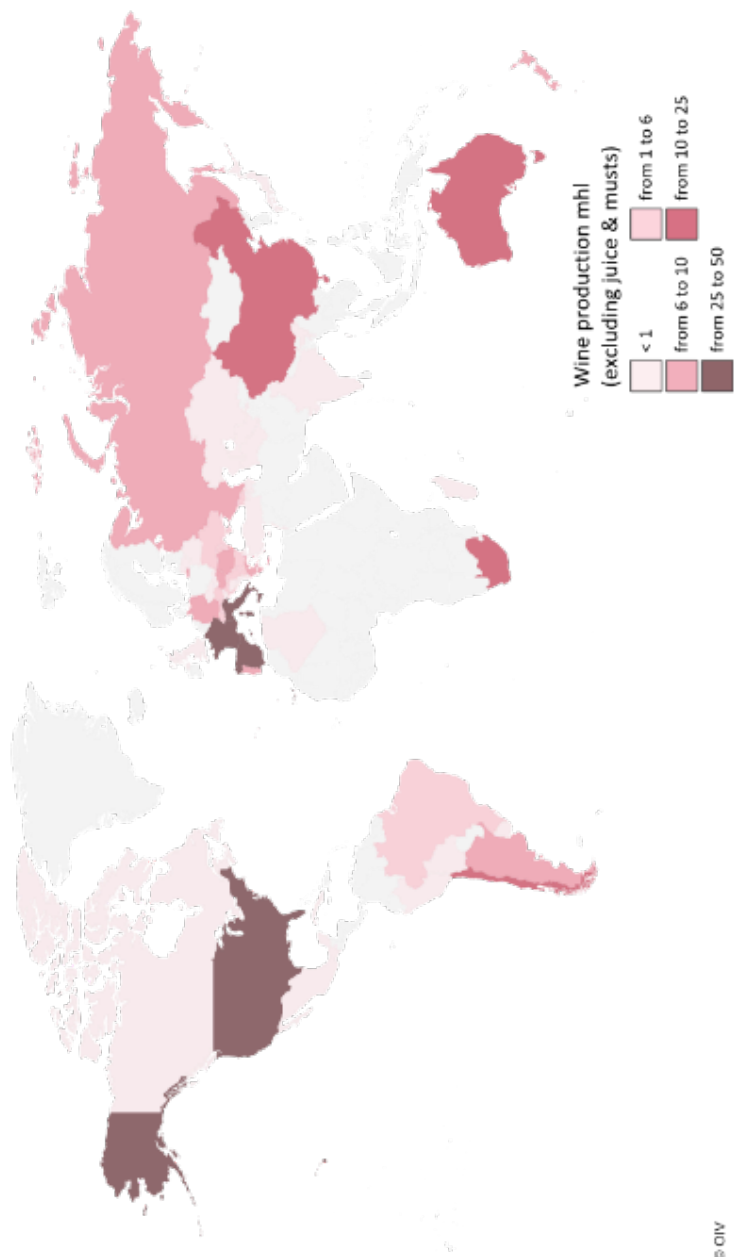 Wine production mhl
(excluding juice & musts)
< 1
from 1 to 6
from 6 to 10
from 10 to 25
from 25 to 50
© OIV